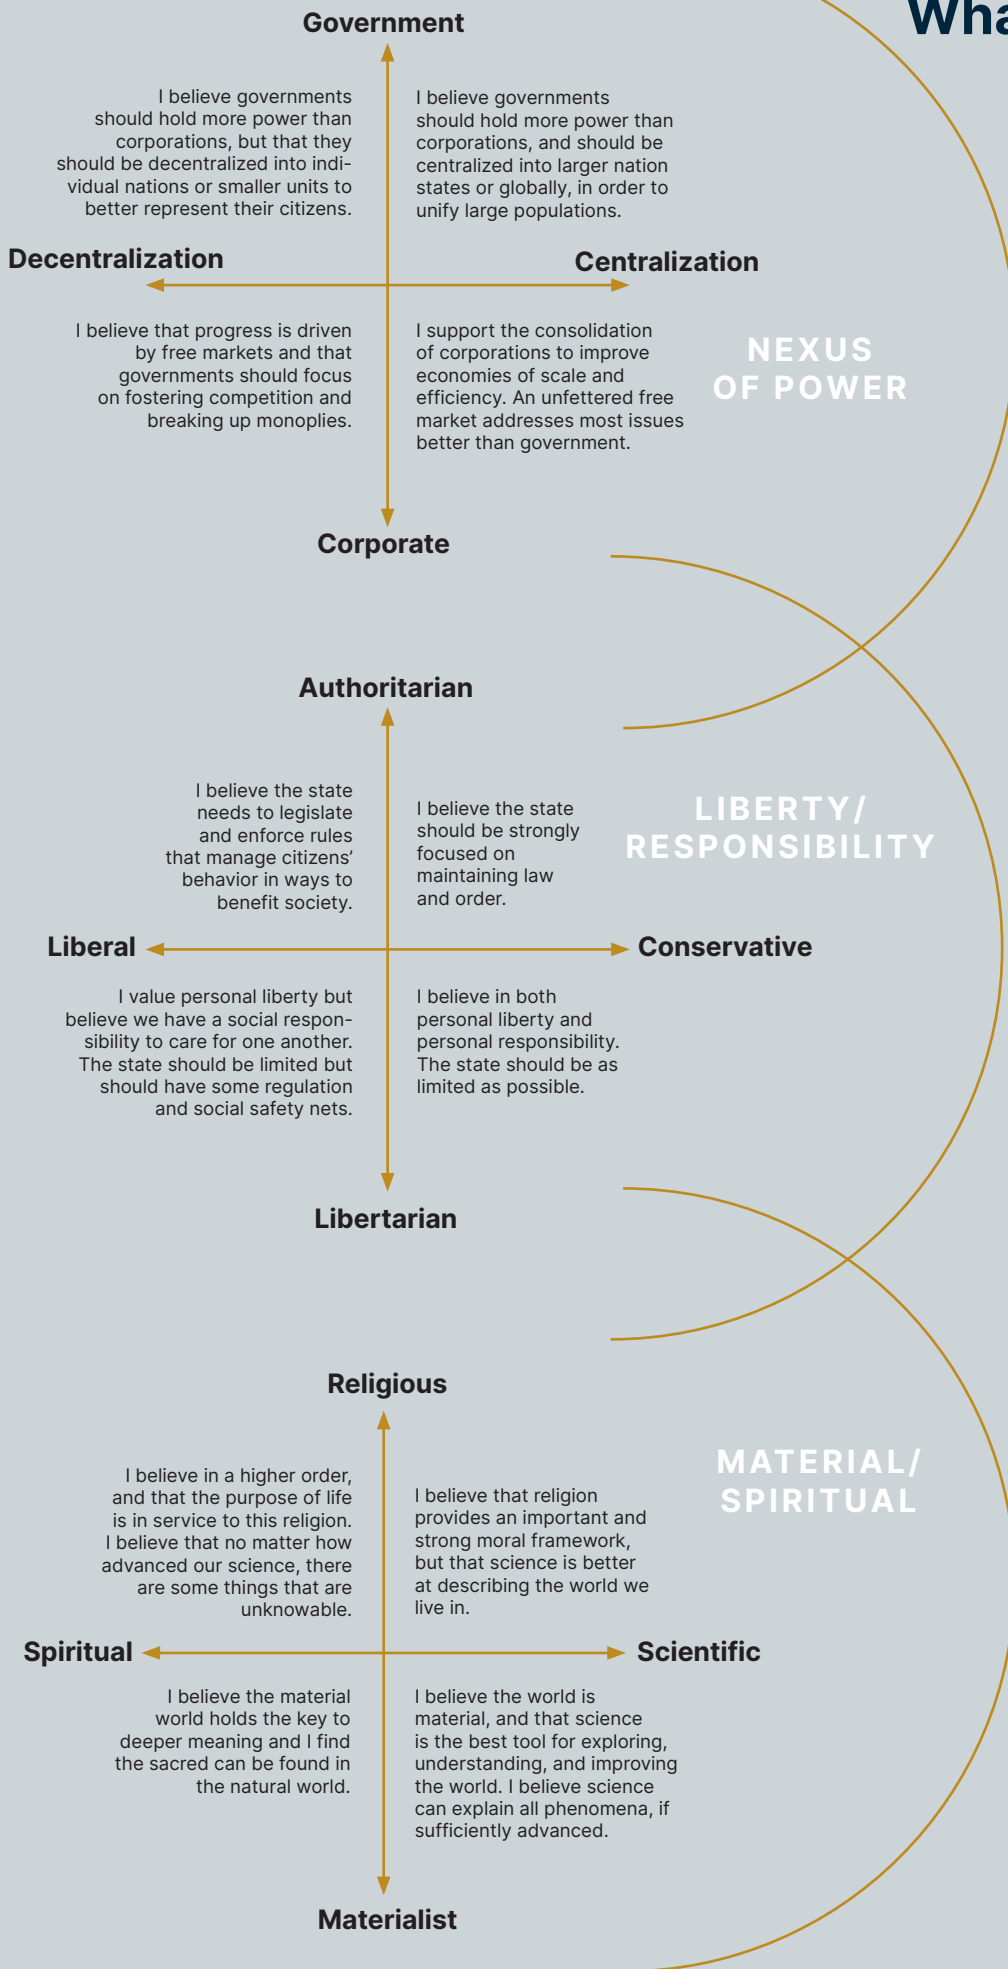 Wha
Government
I believe governments
should hold more power than
corporations, but that they
should be decentralized into indi-
vidual nations or smaller units to
better represent their citizens.
I believe governments
should hold more power than
corporations, and should be
centralized into larger nation
states or globally, in order to
unify large populations.
Decentralization
Centralization
I believe that progress is driven
by free markets and that
governments should focus
on fostering competition and
breaking up monoplies.
I support the consolidation
of corporations to improve
economies of scale and
efficiency. An unfettered free
market addresses most issues
better than government.
NEXUS
OF POWER
Corporate
Authoritarian
I believe the state
needs to legislate
and enforce rules
that manage citizens’
behavior in ways to
benefit society.
I believe the state
should be strongly
focused on
maintaining law
and order.
LIBERTY/
RESPONSIBILITY
Liberal
Conservative
I value personal liberty but
believe we have a social respon-
sibility to care for one another.
The state should be limited but
should have some regulation
and social safety nets.
I believe in both
personal liberty and
personal responsibility.
The state should be as
limited as possible.
Libertarian
Religious
I believe in a higher order,
and that the purpose of life
is in service to this religion.
I believe that no matter how
advanced our science, there
are some things that are
unknowable.
I believe that religion
provides an important and
strong moral framework,
but that science is better
at describing the world we
live in.
MATERIAL/
SPIRITUAL
Spiritual
Scientific
I believe the material
world holds the key to
deeper meaning and I find
the sacred can be found in
the natural world.
I believe the world is
material, and that science
is the best tool for exploring,
understanding, and improving
the world. I believe science
can explain all phenomena, if
sufficiently advanced.
Materialist